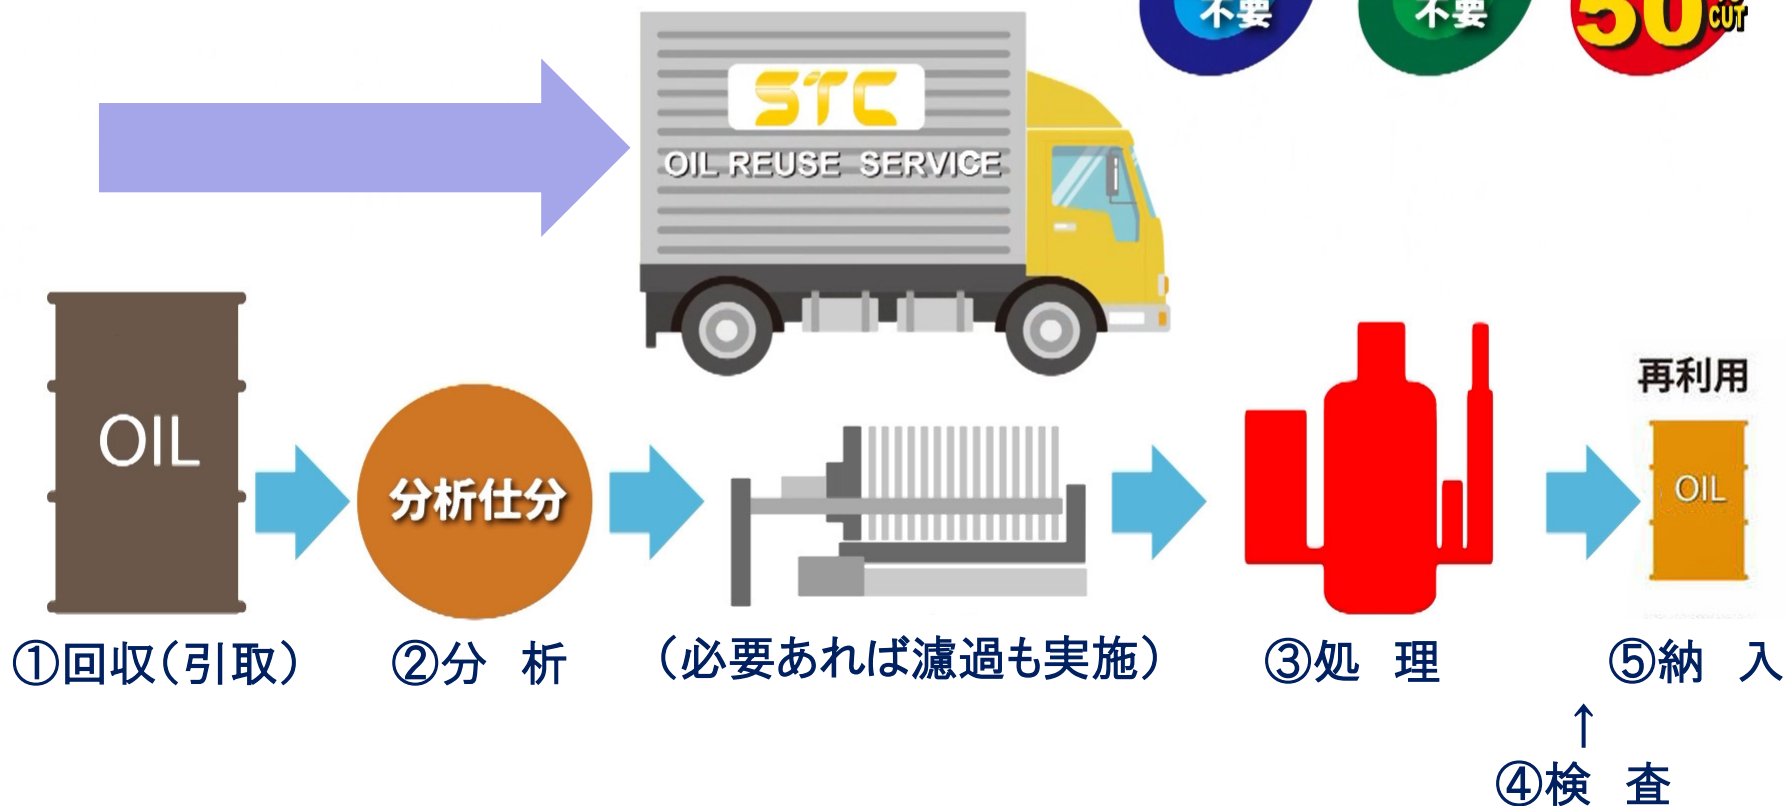 不要
不要
50%
CUT
STC
OIL REUSE SERVICE
再利用
OIL
分析仕分
OIL
①回収(引取)
②分 析
(必要あれば濾過も実施)
③処 理
⑤納 入
↑
④検 査